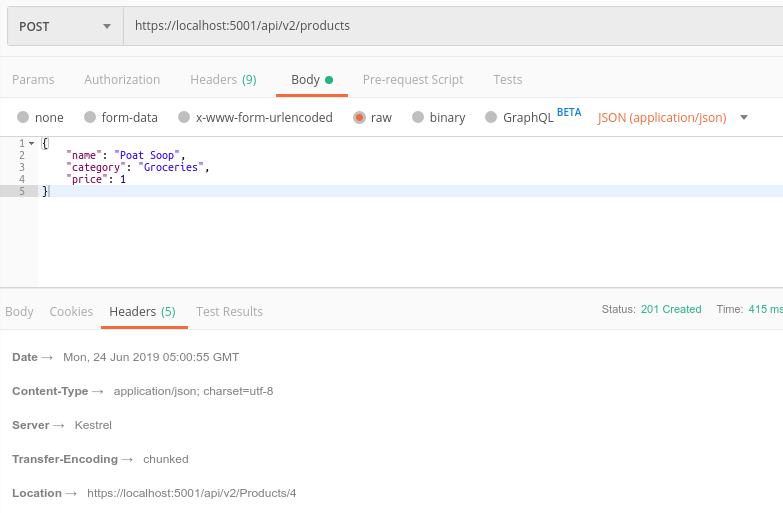 POST https://localhost:5001/api/v2/products
Params Authorization Headers (9) Body Pre-request Script Tests
none form-data x-www-form-urlencoded raw binary GraphQL BETA JSON (application/json)
1 {
2 "name": "Poat Soop",
3 "category": "Groceries",
4 "price": 1
5 }
Body Cookies Headers (5) Test Results Status: 201 Created Time: 415 ms
Date → Mon, 24 Jun 2019 05:00:55 GMT
Content-Type → application/json; charset=utf-8
Server → Kestrel
Transfer-Encoding → chunked
Location → https://localhost:5001/api/v2/Products/4